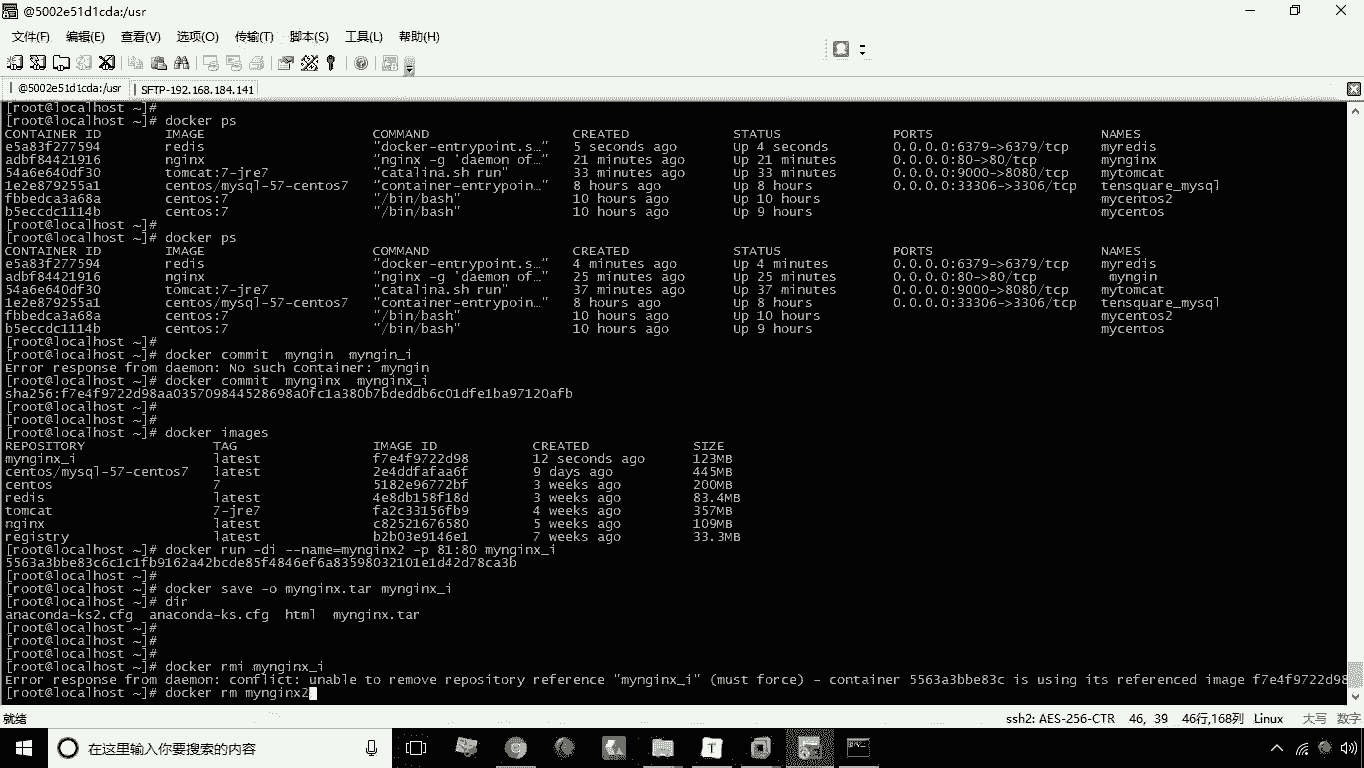 @5002e51d1cda:/usr
文件(F) 编辑(E) 查看(V) 选项(O) 传输(T) 脚本(S) 工具(L) 帮助(H)
@5002e51d1cda:/usr SFTP-192.168.184.141
[root@localhost ~]#
[root@localhost ~]# docker ps
CONTAINER ID IMAGE COMMAND CREATED STATUS PORTS NAMES
e5a83f277594 redis "docker-entrypoint.s…" 5 seconds ago Up 4 seconds 0.0.0.0:6379->6379/tcp myredis
adbf84421916 nginx "nginx -g 'daemon of…" 21 minutes ago Up 21 minutes 0.0.0.0:80->80/tcp mynginx
54a6e640df30 tomcat:7-jre7 "catalina.sh run" 33 minutes ago Up 33 minutes 0.0.0.0:9000->8080/tcp mytomcat
1e2e879255a1 centos/mysql-57-centos7 "container-entrypoin…" 8 hours ago Up 8 hours 0.0.0.0:33306->3306/tcp tensquare_mysql
fbbedca3a68a centos:7 "/bin/bash" 10 hours ago Up 10 hours mycentos2
b5eccdc1114b centos:7 "/bin/bash" 10 hours ago Up 9 hours mycentos
[root@localhost ~]#
[root@localhost ~]# docker ps
CONTAINER ID IMAGE COMMAND CREATED STATUS PORTS NAMES
e5a83f277594 redis "docker-entrypoint.s…" 4 minutes ago Up 4 minutes 0.0.0.0:6379->6379/tcp myredis
adbf84421916 nginx "nginx -g 'daemon of…" 25 minutes ago Up 25 minutes 0.0.0.0:80->80/tcp myngin
54a6e640df30 tomcat:7-jre7 "catalina.sh run" 37 minutes ago Up 37 minutes 0.0.0.0:9000->8080/tcp mytomcat
1e2e879255a1 centos/mysql-57-centos7 "container-entrypoin…" 8 hours ago Up 8 hours 0.0.0.0:33306->3306/tcp tensquare_mysql
fbbedca3a68a centos:7 "/bin/bash" 10 hours ago Up 10 hours mycentos2
b5eccdc1114b centos:7 "/bin/bash" 10 hours ago Up 9 hours mycentos
[root@localhost ~]#
[root@localhost ~]# docker commit myngin myngin_i
Error response from daemon: No such container: myngin
[root@localhost ~]# docker commit mynginx mynginx_i
sha256:f7e4f9722d98aa035709844528698a0fc1a380b7bdeddb6c01dfe1ba97120afb
[root@localhost ~]#
[root@localhost ~]#
[root@localhost ~]# docker images
REPOSITORY TAG IMAGE ID CREATED SIZE
mynginx_i latest f7e4f9722d98 12 seconds ago 123MB
centos/mysql-57-centos7 latest 2e4ddfafaa6f 9 days ago 445MB
centos 7 5182e96772bf 3 weeks ago 200MB
redis latest 4e8db158f18d 3 weeks ago 83.4MB
tomcat 7-jre7 fa2c33156fb9 4 weeks ago 357MB
nginx latest c82521676580 5 weeks ago 109MB
registry latest b2b03e9146e1 7 weeks ago 33.3MB
[root@localhost ~]# docker run -di --name=mynginx2 -p 81:80 mynginx_i
5563a3bbe83c6c1c1fb9162a42bcde85f4846ef6a83598032101e1d42d78ca3b
[root@localhost ~]#
[root@localhost ~]# docker save -o mynginx.tar mynginx_i
[root@localhost ~]# dir
anaconda-ks2.cfg anaconda-ks.cfg html mynginx.tar
[root@localhost ~]#
[root@localhost ~]#
[root@localhost ~]#
[root@localhost ~]# docker rmi mynginx_i
Error response from daemon: conflict: unable to remove repository reference "mynginx_i" (must force) - container 5563a3bbe83c is using its referenced image f7e4f9722d98
[root@localhost ~]# docker rm mynginx2
就绪 ssh2: AES-256-CTR 46, 39 46行,168列 Linux 大写 数字
在这里输入你要搜索的内容